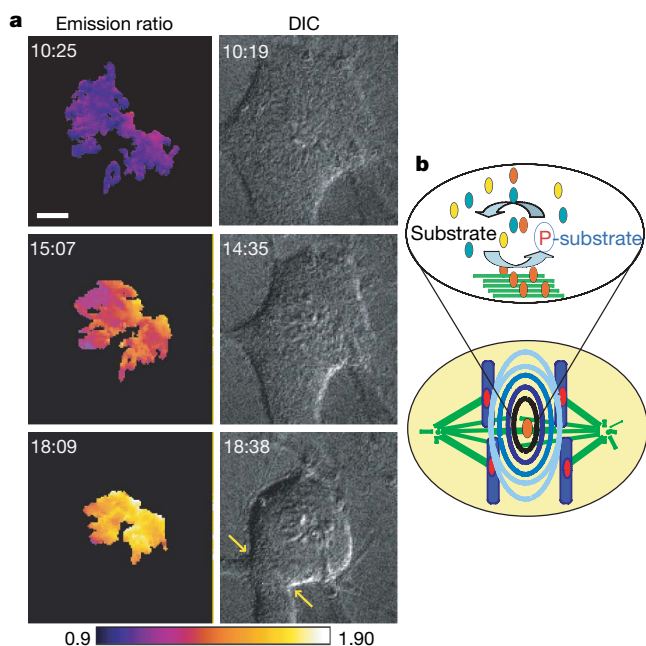 a
Emission ratio
DIC
10:25
10:19
15:07
14:35
18:09
18:38
0.9
1.90
b
Substrate
P-substrate